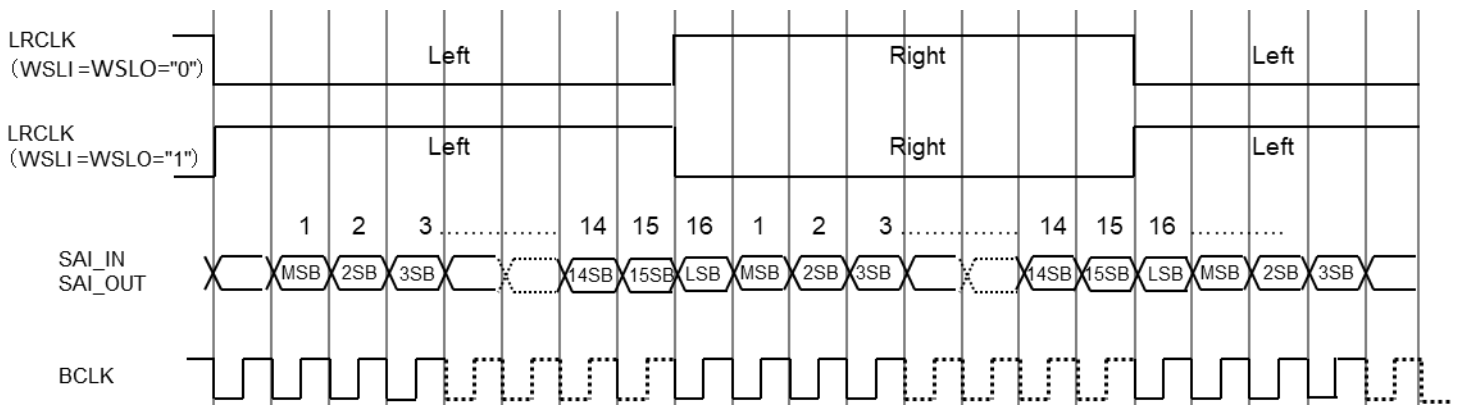 LRCLK
(WSLI=WSLO="0")
Left Right Left
LRCLK
(WSLI=WSLO="1")
Left Right Left
1 2 3 ............ 14 15 16 1 2 3 ............ 14 15 16 ............
SAI_IN
SAI_OUT
MSB 2SB 3SB 14SB 15SB LSB MSB 2SB 3SB 14SB 15SB LSB MSB 2SB 3SB
BCLK